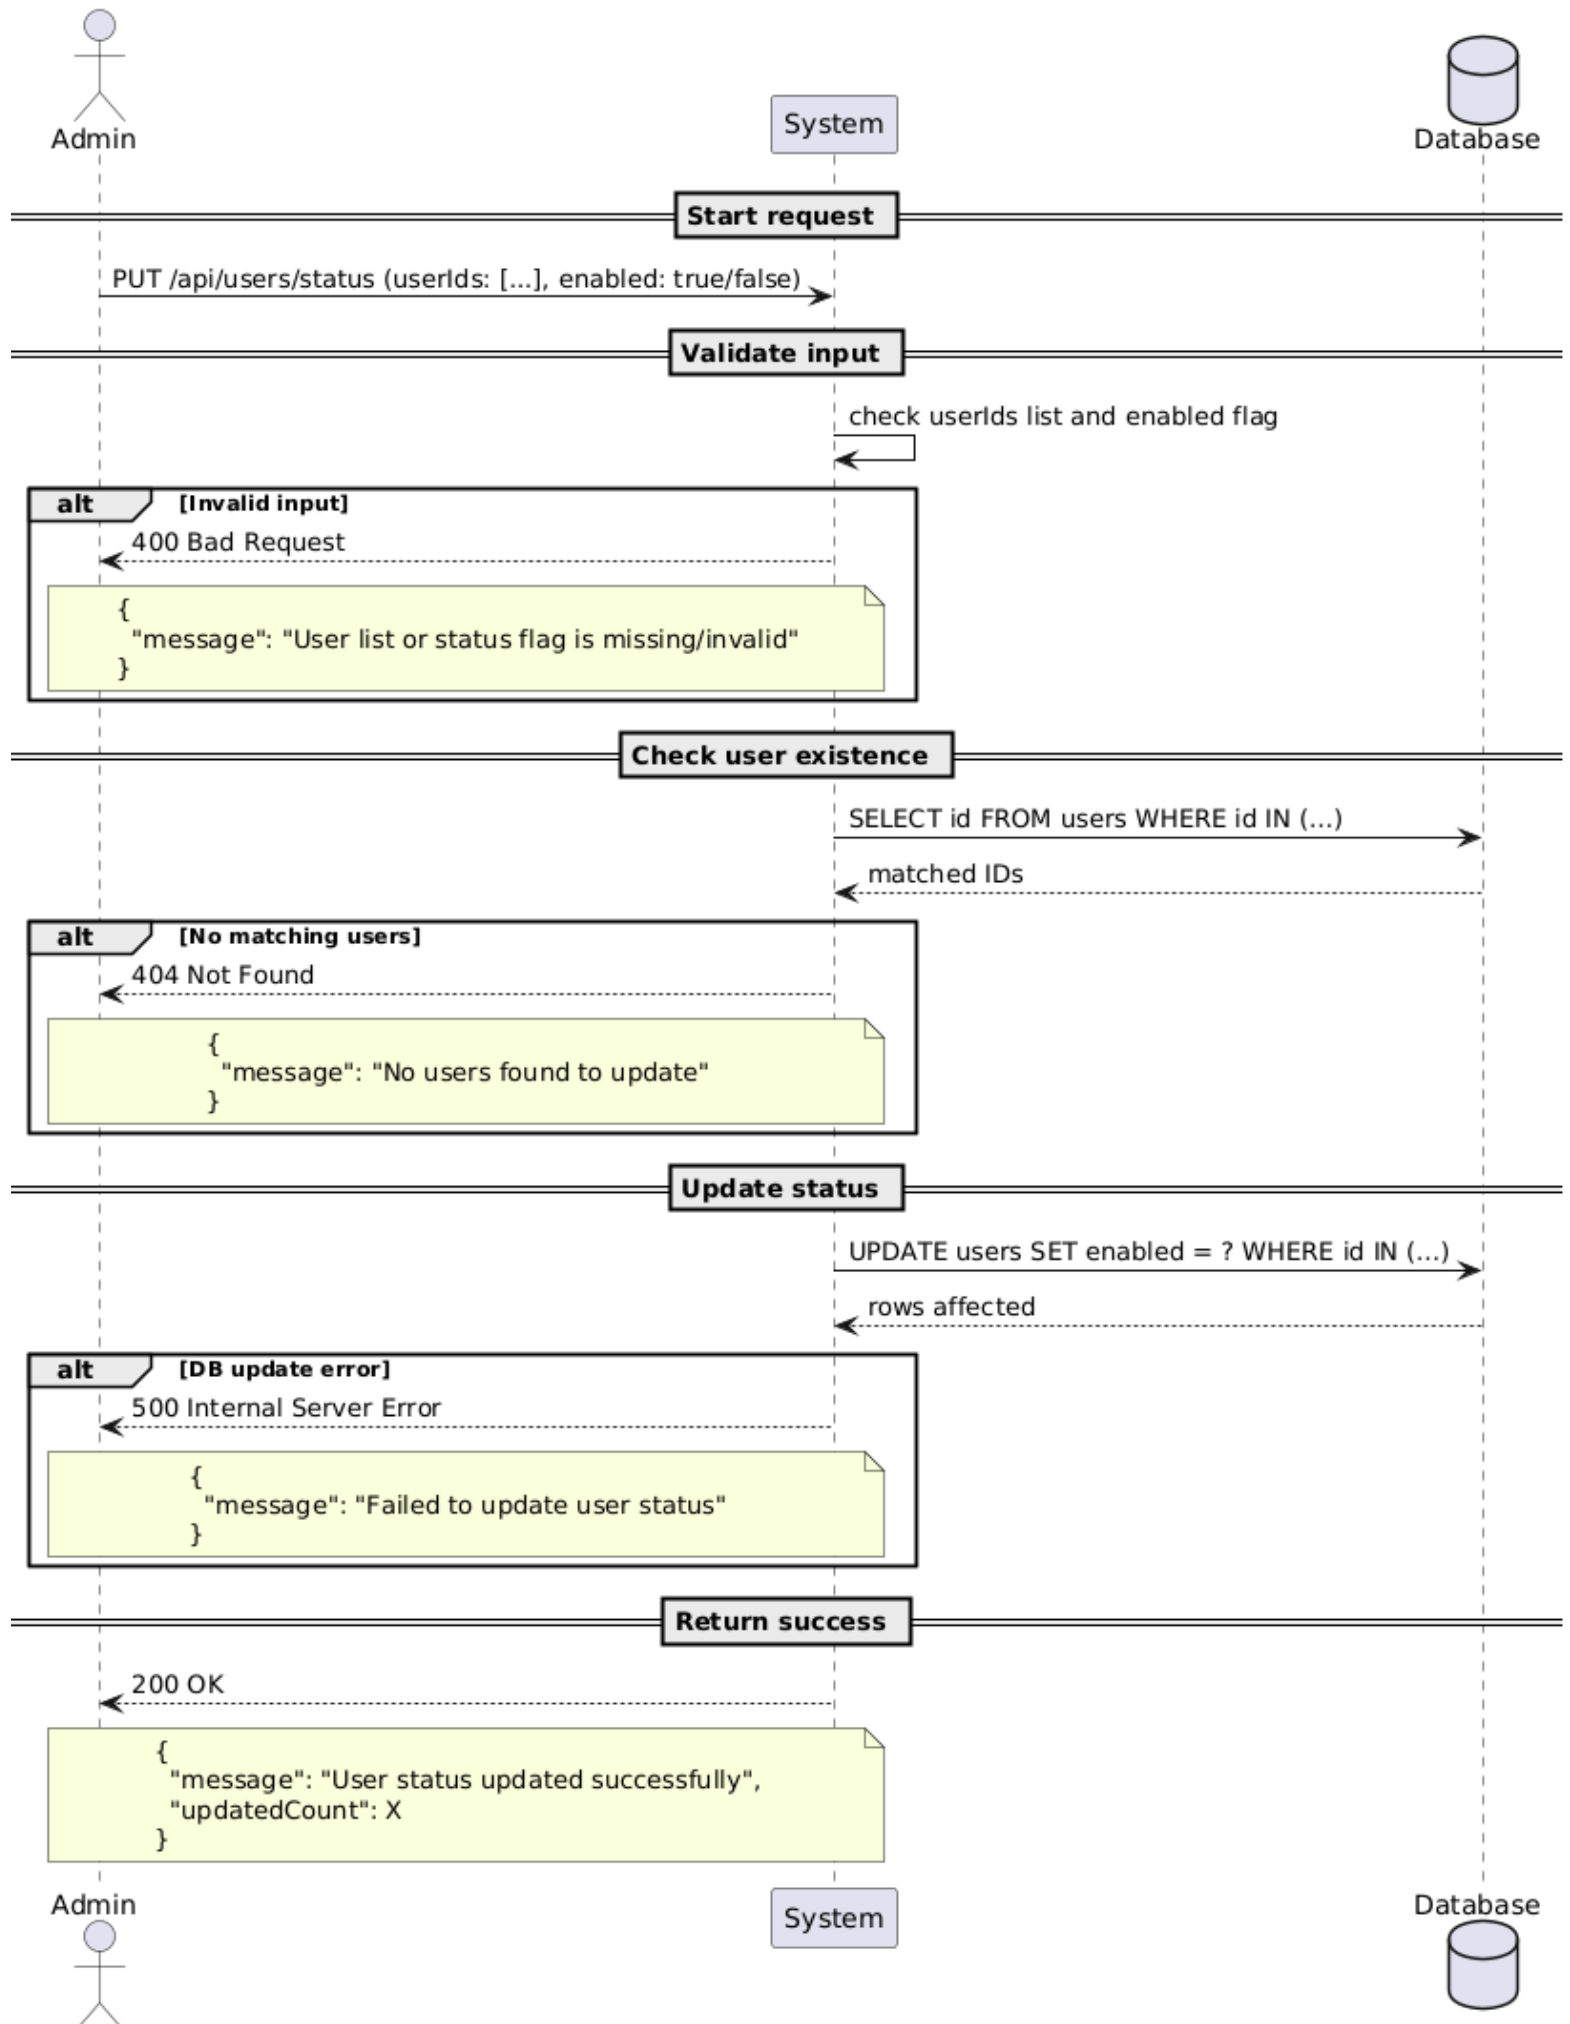 Admin
System
Database
Start request
PUT /api/users/status (userIds: [...], enabled: true/false)
Validate input
check userIds list and enabled flag
alt [Invalid input]
400 Bad Request
{
"message": "User list or status flag is missing/invalid"
}
Check user existence
SELECT id FROM users WHERE id IN (...)
matched IDs
alt [No matching users]
404 Not Found
{
"message": "No users found to update"
}
Update status
UPDATE users SET enabled = ? WHERE id IN (...)
rows affected
alt [DB update error]
500 Internal Server Error
{
"message": "Failed to update user status"
}
Return success
200 OK
{
"message": "User status updated successfully",
"updatedCount": X
}
Admin
System
Database